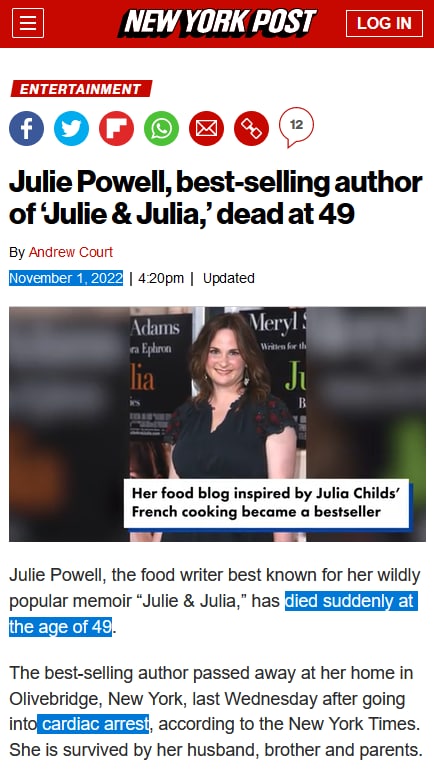 NEW YORK POST
LOG IN
ENTERTAINMENT
12
Julie Powell, best-selling author
of ‘Julie & Julia,’ dead at 49
By Andrew Court
November 1, 2022 | 4:20pm | Updated
Adams
Meryl S
ra Ephron
Written for th
lia
Ju
Her food blog inspired by Julia Childs’
French cooking became a bestseller
Julie Powell, the food writer best known for her wildly
popular memoir “Julie & Julia,” has died suddenly at
the age of 49.
The best-selling author passed away at her home in
Olivebridge, New York, last Wednesday after going
into cardiac arrest, according to the New York Times.
She is survived by her husband, brother and parents.